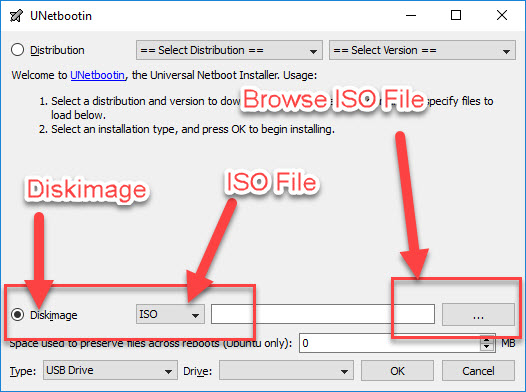 UNetbootin
Distribution == Select Distribution == == Select Version ==
Welcome to UNetbootin, the Universal Netboot Installer. Usage:
Browse ISO File
1. Select a distribution and version to dow specify files to
load below.
2. Select an installation type, and press OK to begin installing.
Diskimage
ISO File
Diskimage ISO ...
Space used to preserve files across reboots (Ubuntu only): 0 MB
Type: USB Drive Drive: OK Cancel